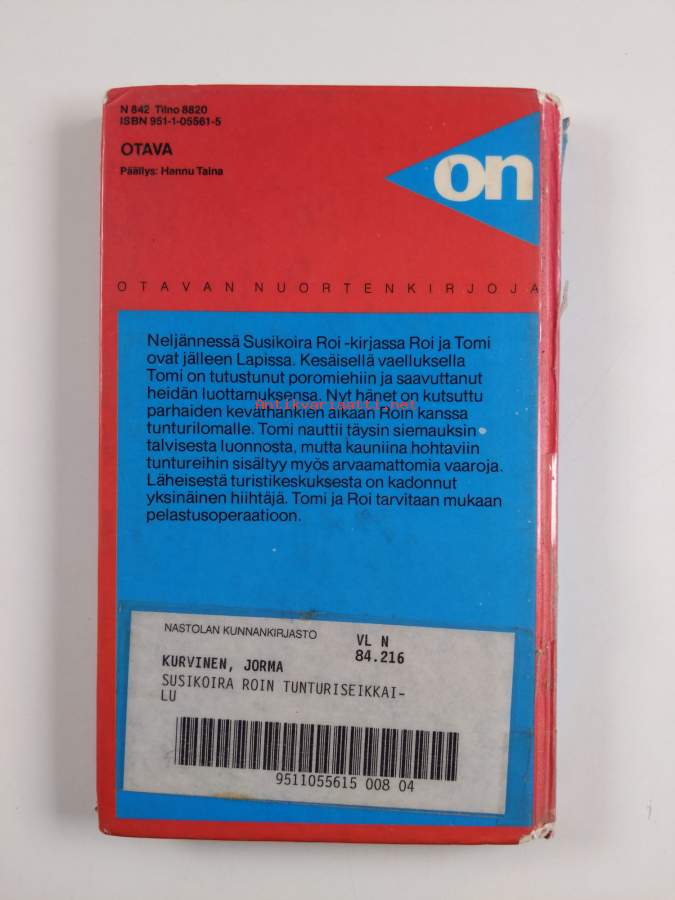 N 842 Tilno 8820
ISBN 951-1-05561-5
OTAVA
Päällys: Hannu Taina
on
OTAVAN NUORTENKIRJOJA
Neljännessä Susikoira Roi -kirjassa Roi ja Tomi
ovat jälleen Lapissa. Kesäisellä vaelluksella
Tomi on tutustunut poromiehiin ja saavuttanut
heidän luottamuksensa. Nyt hänet on kutsuttu
Antikvariaatti.net
parhaiden keväthankien aikaan Roin kanssa
tunturilomalle. Tomi nauttii täysin siemauksin
talvisesta luonnosta, mutta kauniina hohtaviin
tuntureihin sisältyy myös arvaamattomia vaaroja.
Läheisestä turistikeskuksesta on kadonnut
yksinäinen hiihtäjä. Tomi ja Roi tarvitaan mukaan
pelastusoperaatioon.
NASTOLAN KUNNANKIRJASTO
VL N
84.216
KURVINEN, JORMA
SUSIKOIRA ROIN TUNTURISEIKKAI-
LU
9511055615 008 04